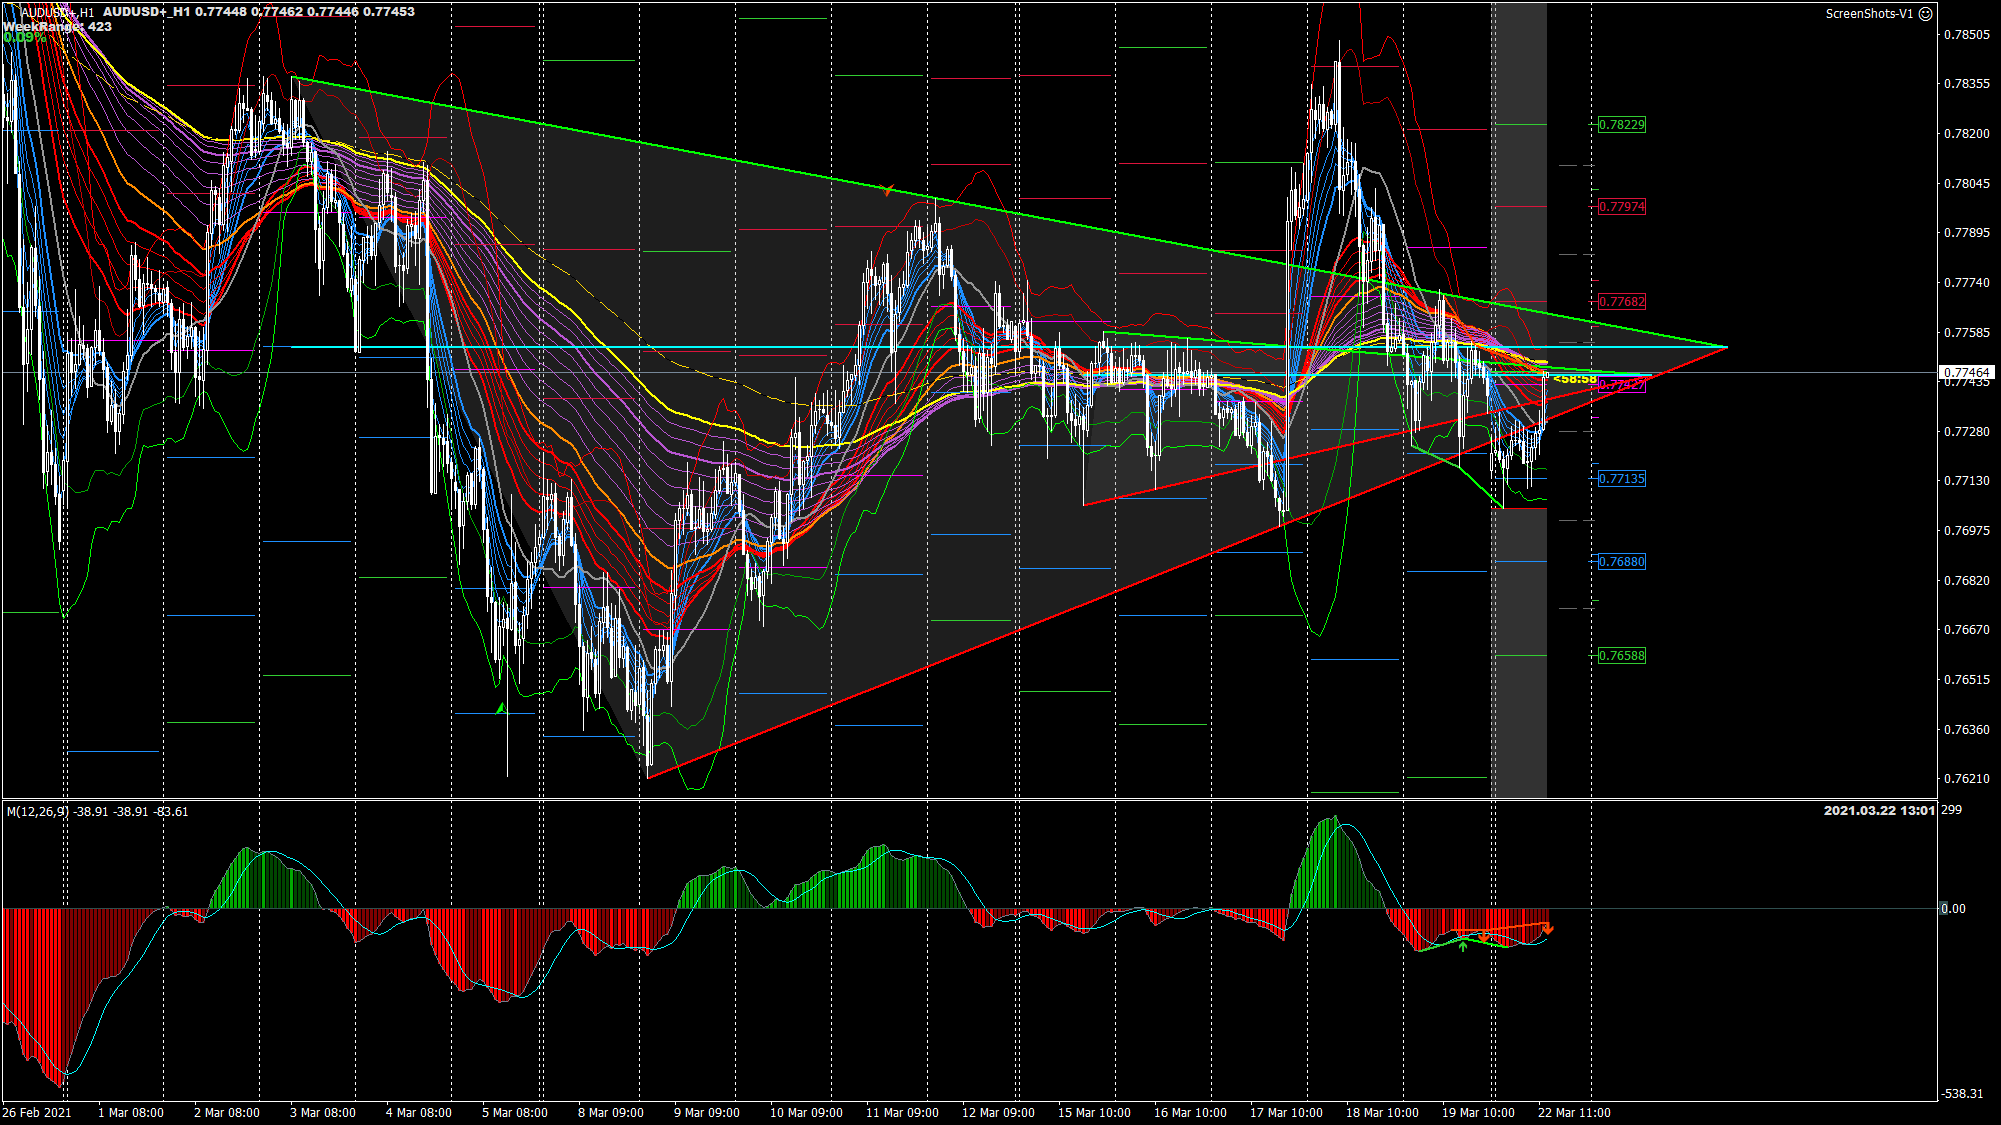 AUDUSD+,H1 AUDUSD+_H1 0.77448 0.77462 0.77446 0.77453
WeekRange: 423
0.09%
ScreenShots-V1 ☺
0.78505
0.78355
0.78200
0.78045
0.77895
0.77740
0.77585
0.77464
0.77435
0.77280
0.77130
0.76975
0.76820
0.76670
0.76515
0.76360
0.76210
0.78229
0.77974
0.77682
<58:58
0.77427
0.77135
0.76880
0.76588
M(12,26,9) -38.91 -38.91 -83.61
2021.03.22 13:01
299
0.00
-538.31
26 Feb 2021
1 Mar 08:00
2 Mar 08:00
3 Mar 08:00
4 Mar 08:00
5 Mar 08:00
8 Mar 09:00
9 Mar 09:00
10 Mar 09:00
11 Mar 09:00
12 Mar 09:00
15 Mar 10:00
16 Mar 10:00
17 Mar 10:00
18 Mar 10:00
19 Mar 10:00
22 Mar 11:00